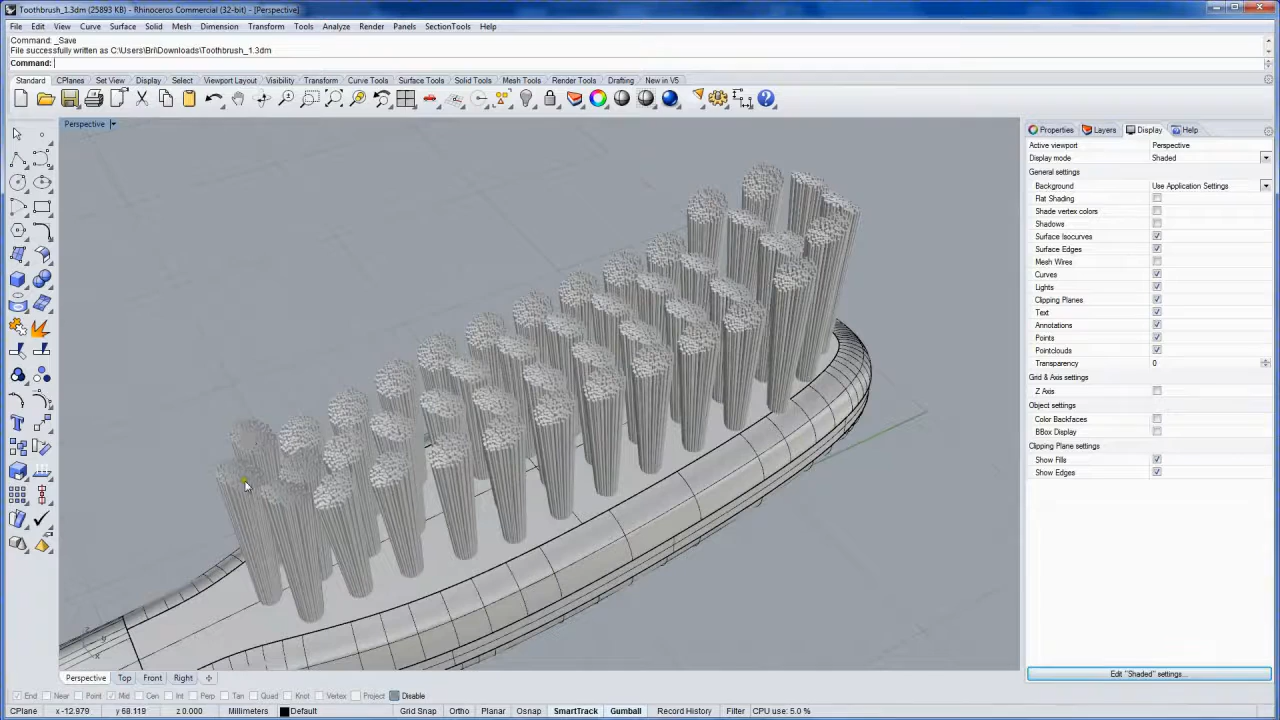 Toothbrush_1.3dm (25893 KB) - Rhinoceros Commercial (32-bit) - [Perspective]
File Edit View Curve Surface Solid Mesh Dimension Transform Tools Analyze Render Panels SectionTools Help
Command: _Save
File successfully written as C:\Users\Bri\Downloads\Toothbrush_1.3dm
Command:
Standard CPlanes Set View Display Select Viewport Layout Visibility Transform Curve Tools Surface Tools Solid Tools Mesh Tools Render Tools Drafting New in V5
Perspective
Properties Layers Display Help
Active viewport Perspective
Display mode Shaded
General settings
Background Use Application Settings
Flat Shading
Shade vertex colors
Shadows
Surface Isocurves
Surface Edges
Mesh Wires
Curves
Lights
Clipping Planes
Text
Annotations
Points
Pointclouds
Transparency 0
Grid & Axis settings
Z Axis
Object settings
Color Backfaces
BBox Display
Clipping Plane settings
Show Fills
Show Edges
Edit "Shaded" settings...
z
y
x
Perspective Top Front Right
End Near Point Mid Cen Int Perp Tan Quad Knot Vertex Project Disable
CPlane x -12.979 y 68.119 z 0.000 Millimeters Default Grid Snap Ortho Planar Osnap SmartTrack Gumball Record History Filter CPU use: 5.0 %